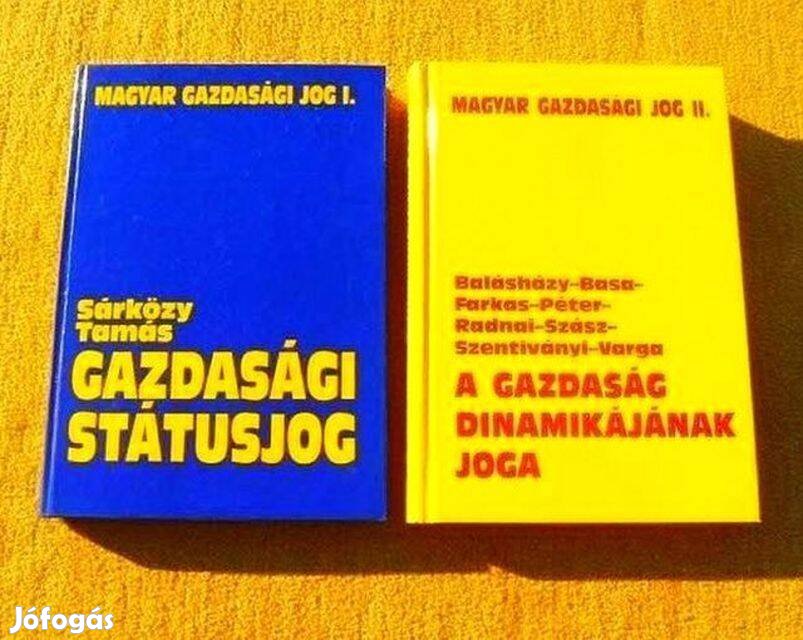 MAGYAR GAZDASÁGI JOG I.
Sárközy
Tamás
GAZDASÁGI
STÁTUSJOG
MAGYAR GAZDASÁGI JOG II.
Balásházy–Basa–
Farkas–Péter–
Radnai–Szász–
Szentiványi–Varga
A GAZDASÁG
DINAMIKÁJÁNAK
JOGA
Jófogás